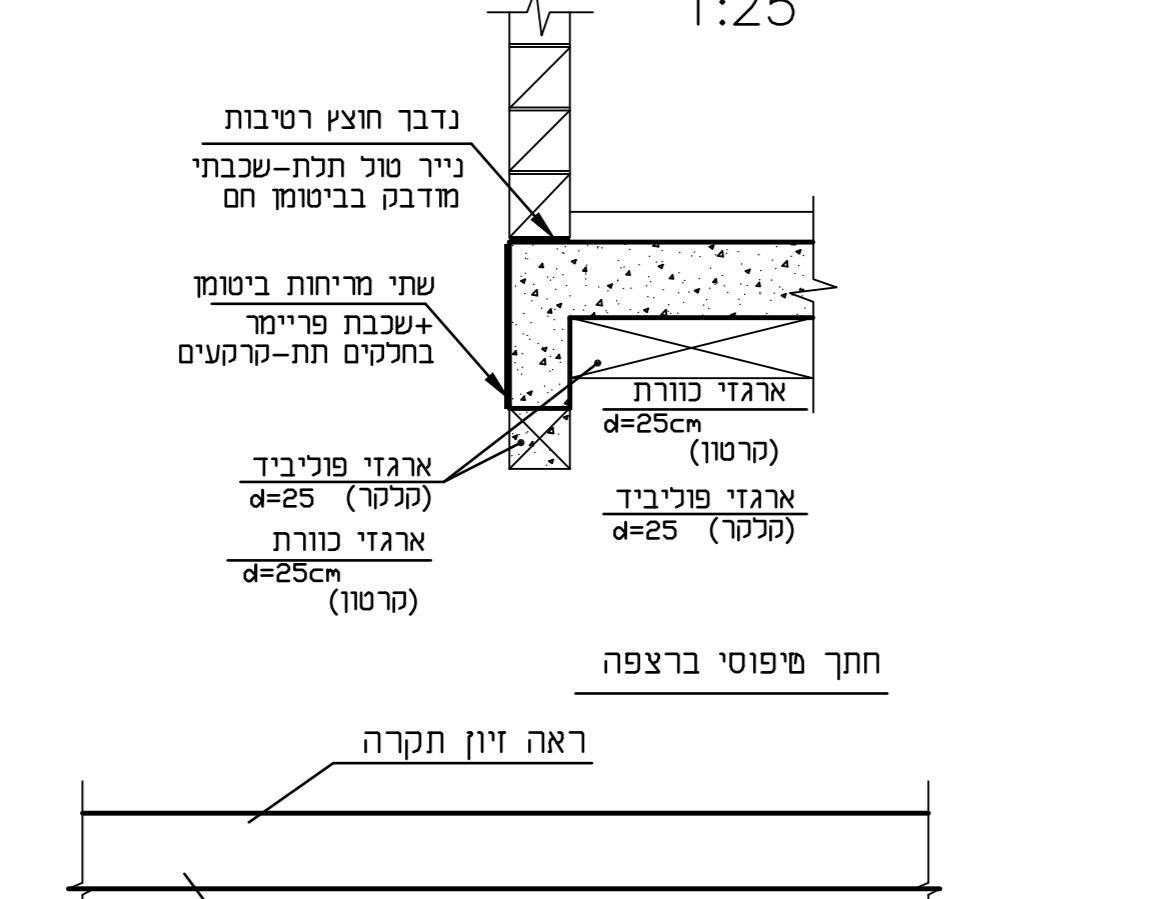 1:25
נדבך חוצץ רטיבות
נייר טול תלת-שכבתי
מודבק בביטומן חם
שתי מריחות ביטומן
+שכבת פריימר
בחלקים תת-קרקעים
ארגזי כוורת
d=25cm
(קרטון)
ארגזי פוליביד
(קלקר) d=25
ארגזי כוורת
d=25cm
(קרטון)
ארגזי פוליביד
(קלקר) d=25
חתך טיפוסי ברצפה
ראה זיון תקרה